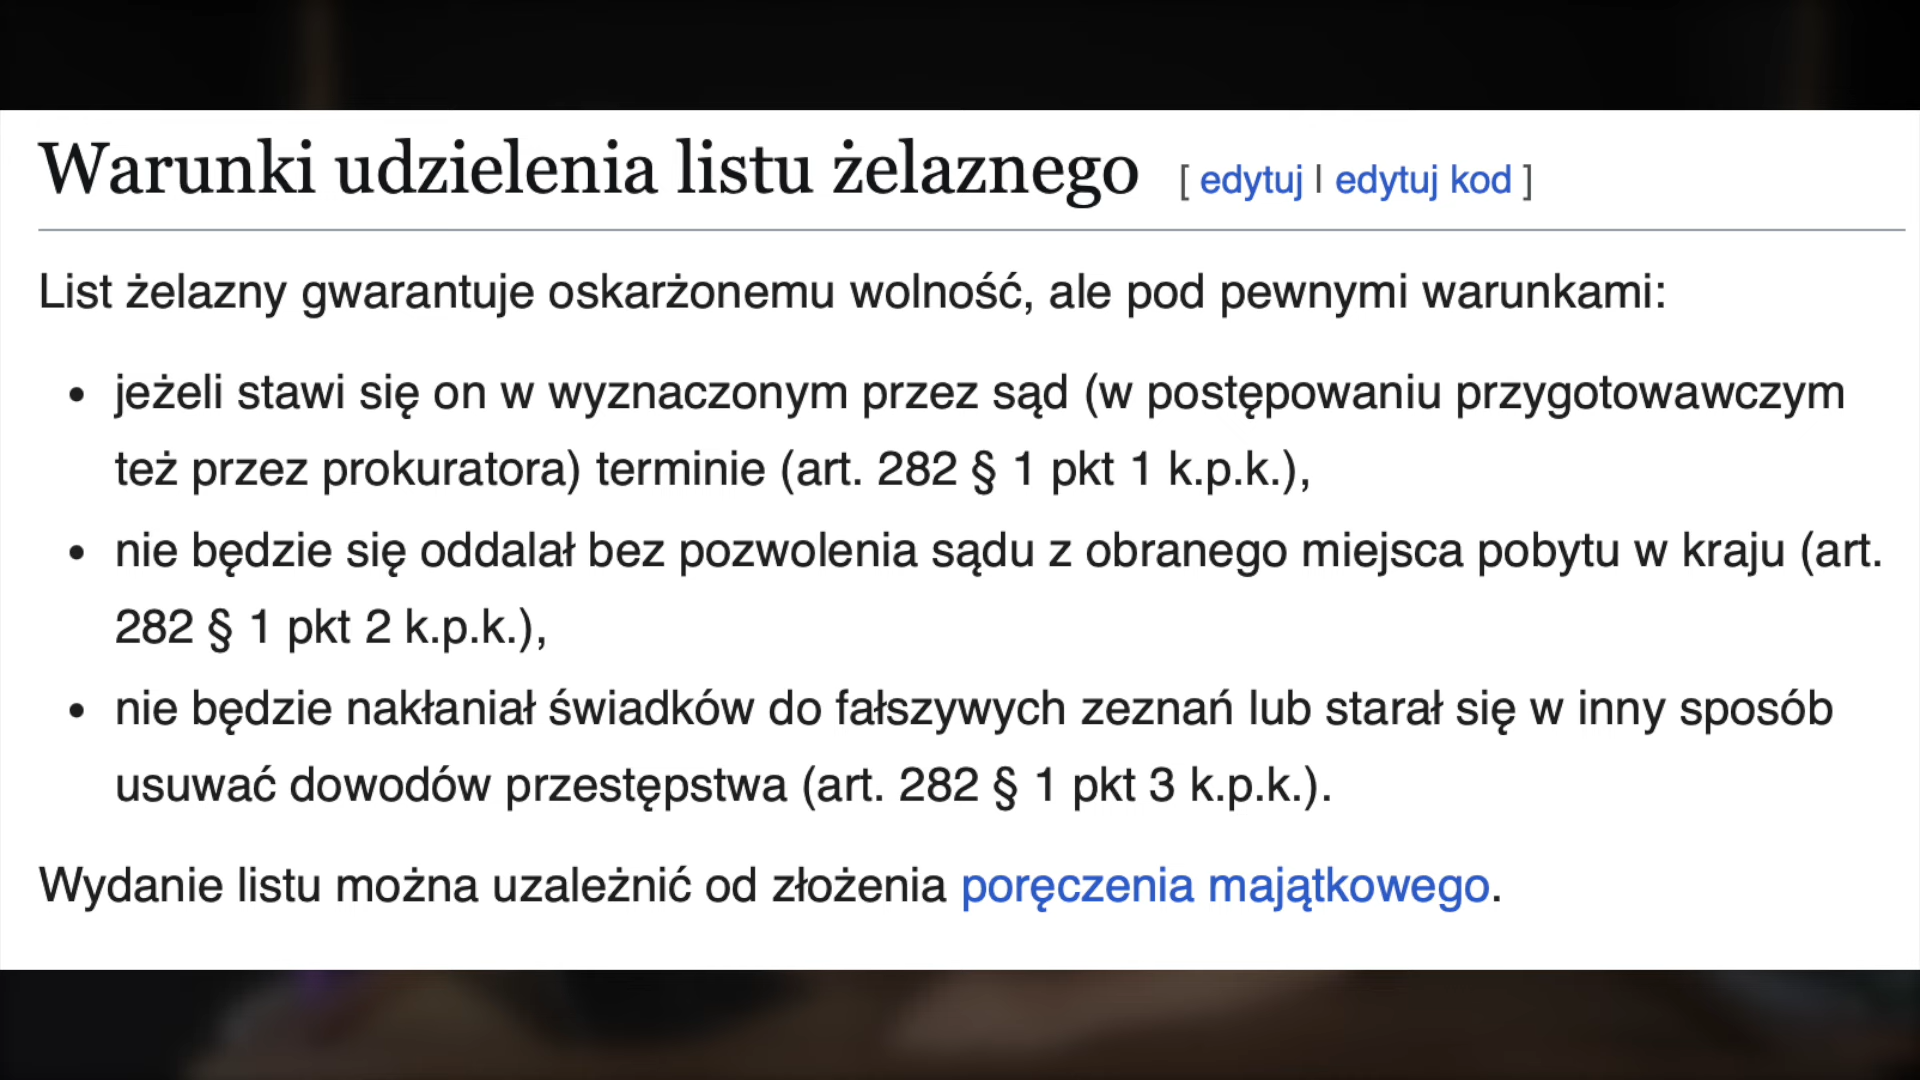 Warunki udzielenia listu żelaznego [ edytuj | edytuj kod ]
List żelazny gwarantuje oskarżonemu wolność, ale pod pewnymi warunkami:
• jeżeli stawi się on w wyznaczonym przez sąd (w postępowaniu przygotowawczym
też przez prokuratora) terminie (art. 282 § 1 pkt 1 k.p.k.),
• nie będzie się oddalał bez pozwolenia sądu z obranego miejsca pobytu w kraju (art.
282 § 1 pkt 2 k.p.k.),
• nie będzie nakłaniał świadków do fałszywych zeznań lub starał się w inny sposób
usuwać dowodów przestępstwa (art. 282 § 1 pkt 3 k.p.k.).
Wydanie listu można uzależnić od złożenia poręczenia majątkowego.